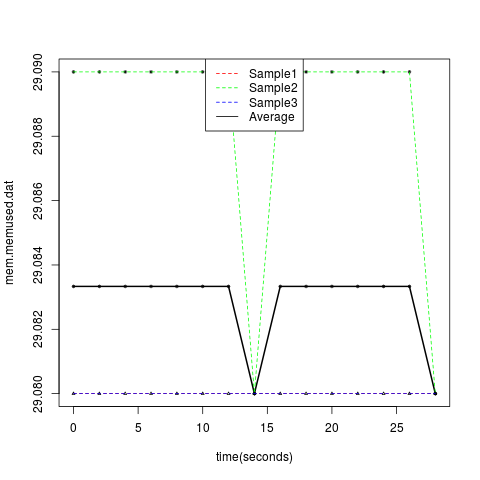 Sample1
Sample2
Sample3
Average
29.090
29.088
29.086
29.084
29.082
29.080
mem.memused.dat
0 5 10 15 20 25
time(seconds)